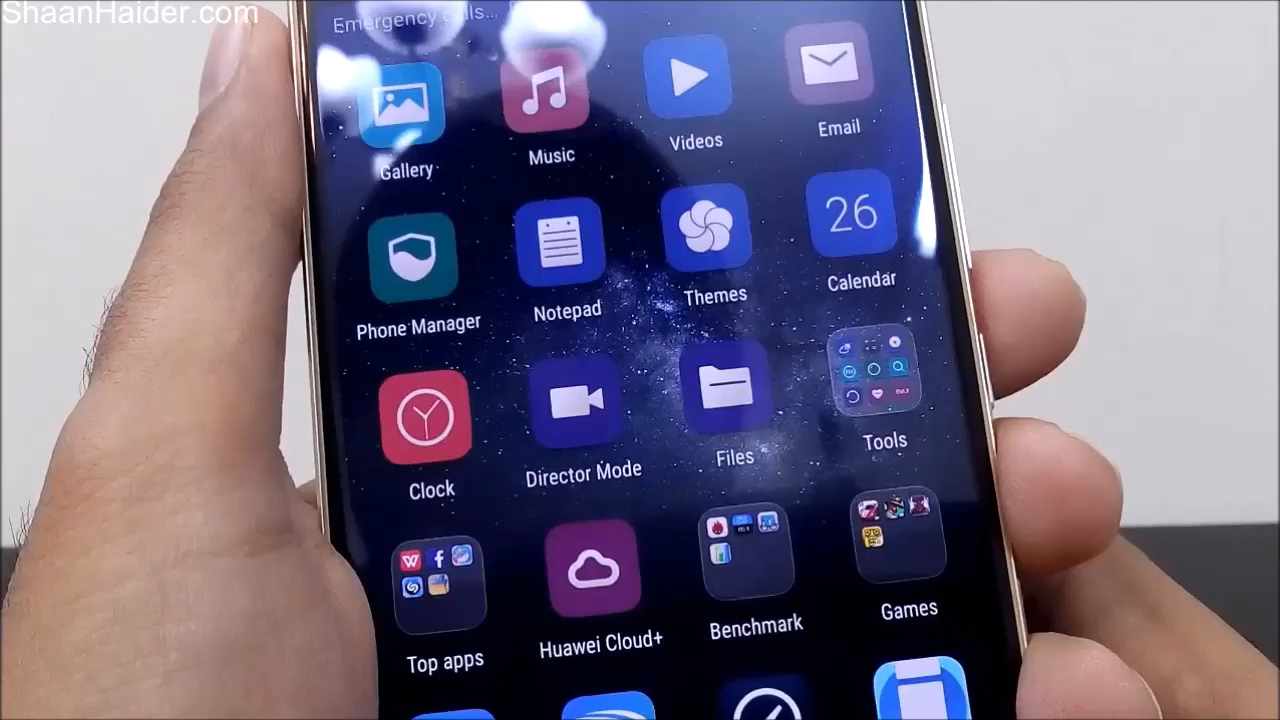 ShaanHaider.com
Emergency calls...
Gallery
Music
Videos
Email
Phone Manager
Notepad
Themes
26
Calendar
Clock
Director Mode
Files
Tools
Top apps
Huawei Cloud+
Benchmark
Games